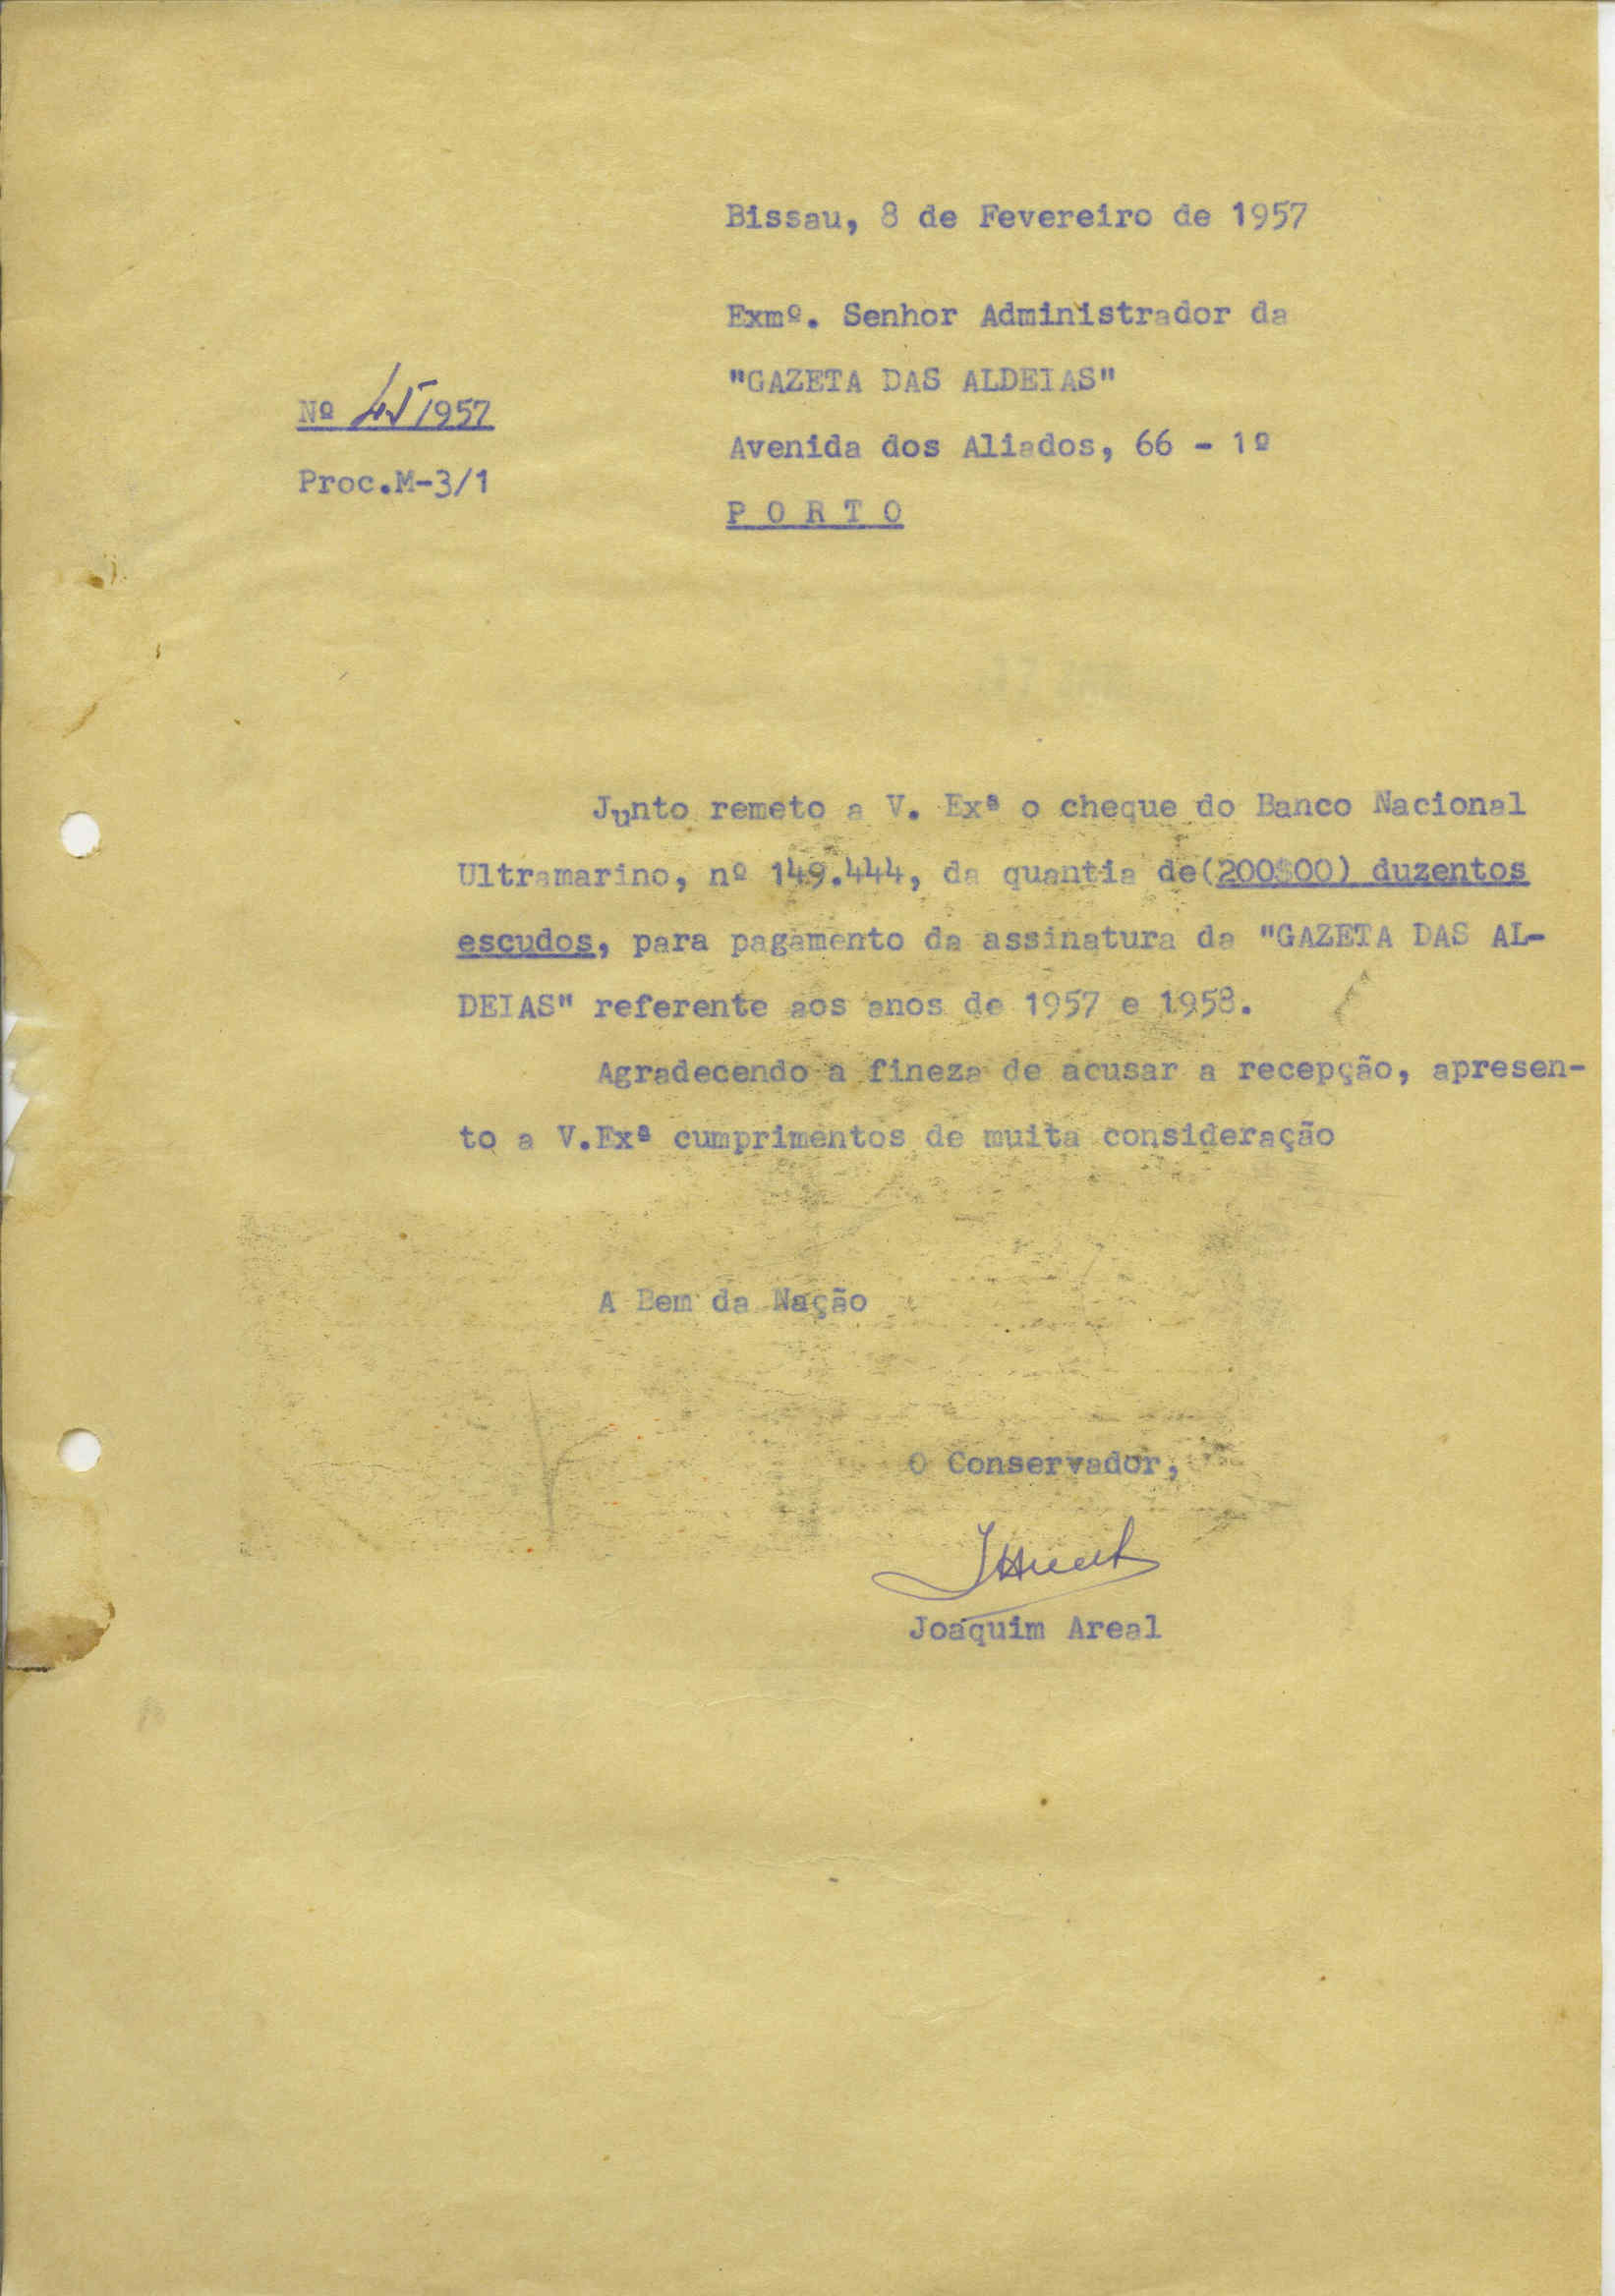 Bissau, 8 de Fevereiro de 1957
Exmº. Senhor Administrador da
"GAZETA DAS ALDEIAS"
Nº 45/1957
Avenida dos Aliados, 66 - 1º
Proc.M-3/1
P O R T O
Junto remeto a V. Exª o cheque do Banco Nacional
Ultramarino, nº 149.444, da quantia de(200$00) duzentos
escudos, para pagamento da assinatura da "GAZETA DAS AL-
DEIAS" referente aos anos de 1957 e 1958.
Agradecendo a fineza de acusar a recepção, apresen-
to a V.Exª cumprimentos de muita consideração
A Bem da Nação
O Conservador,
Joaquim Areal